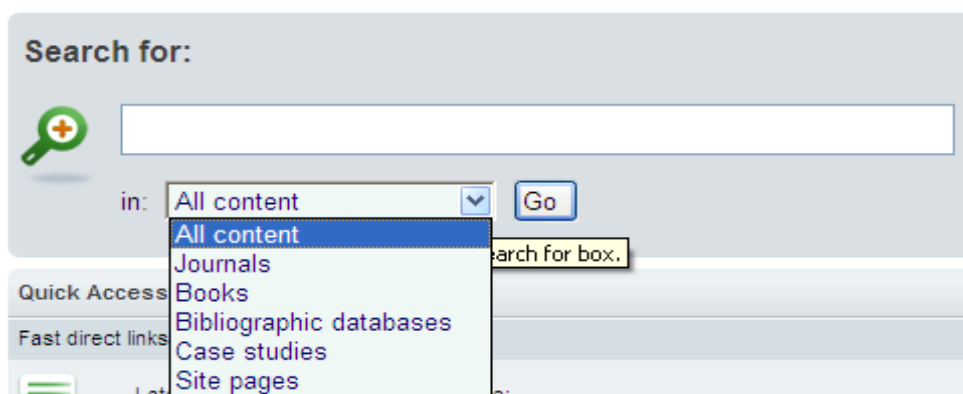 Search for:
in: All content Go
All content
Journals
earch for box.
Quick Access
Books
Bibliographic databases
Fast direct links
Case studies
Site pages